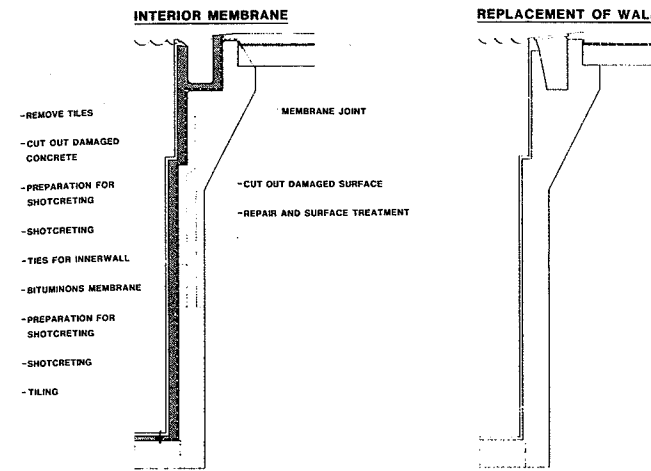 INTERIOR MEMBRANE
-REMOVE TILES
-CUT OUT DAMAGED
CONCRETE
-PREPARATION FOR
SHOTCRETING
-SHOTCRETING
-TIES FOR INNERWALL
-BITUMINONS MEMBRANE
-PREPARATION FOR
SHOTCRETING
-SHOTCRETING
-TILING
MEMBRANE JOINT
-CUT OUT DAMAGED SURFACE
-REPAIR AND SURFACE TREATMENT
REPLACEMENT OF WAL